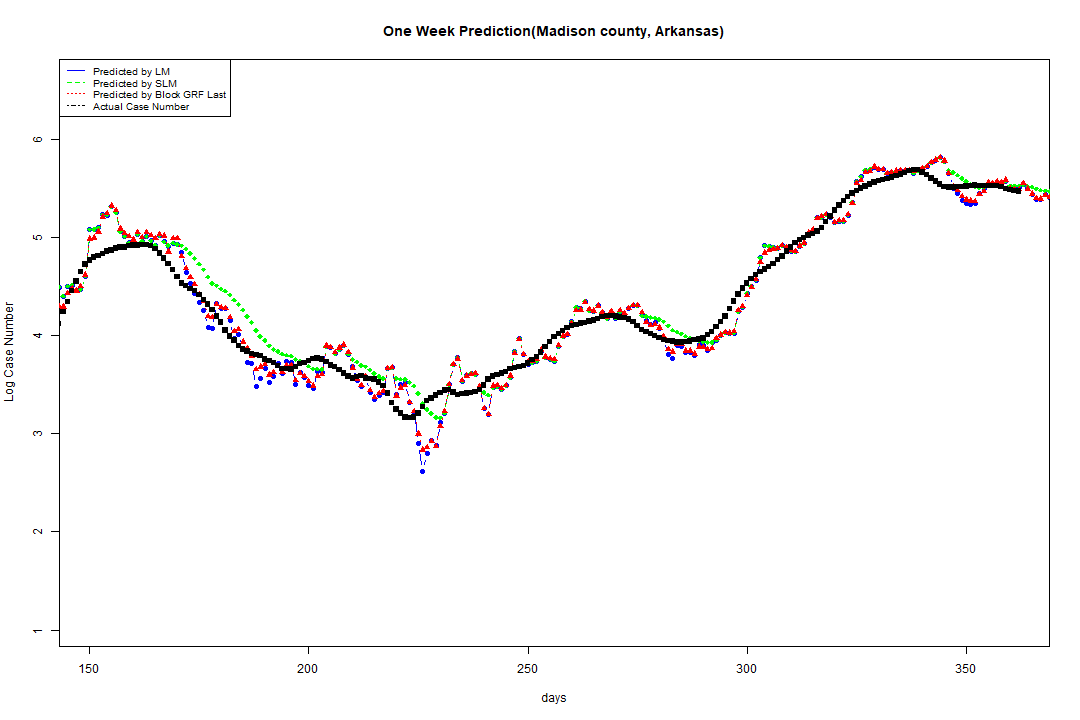 One Week Prediction(Madison county, Arkansas)
Predicted by LM
Predicted by SLM
Predicted by Block GRF Last
Actual Case Number
Log Case Number
6
5
4
3
2
1
150
200
250
300
350
days